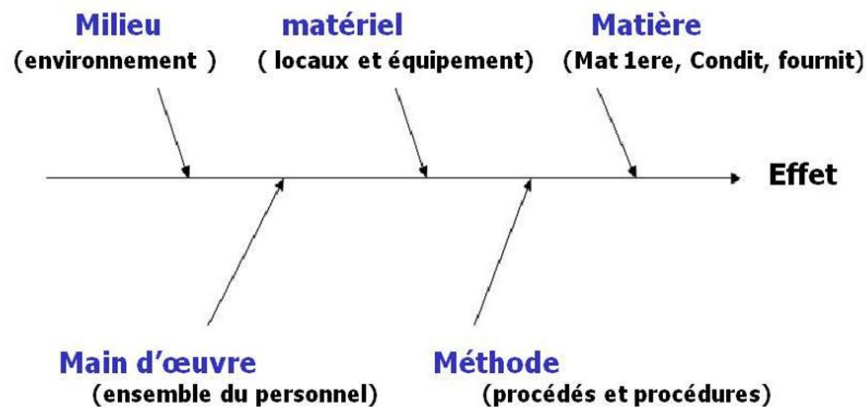 Milieu matériel Matière
(environnement ) ( locaux et équipement) (Mat 1ere, Condit, fournit)
Effet
Main d’œuvre Méthode
(ensemble du personnel) (procédés et procédures)